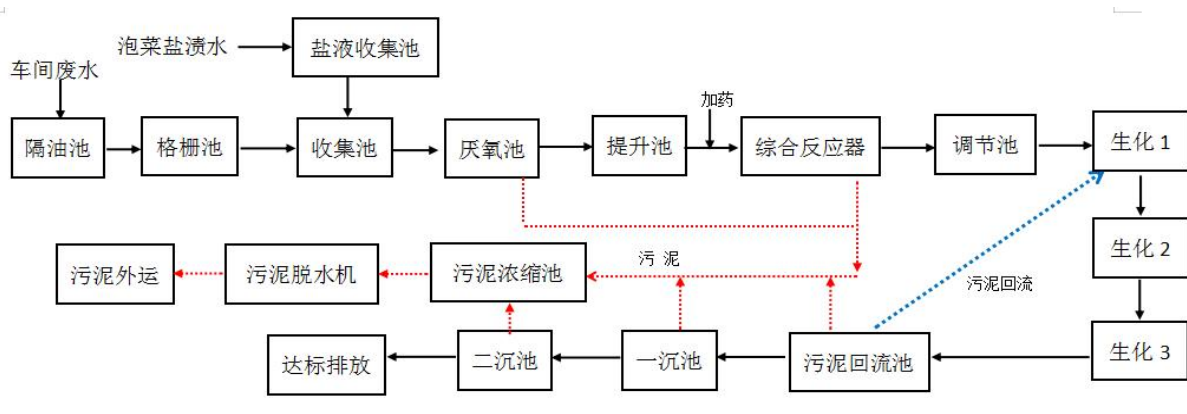 泡菜盐渍水
盐液收集池
车间废水
加药
隔油池
格栅池
收集池
厌氧池
提升池
综合反应器
调节池
生化 1
生化 2
污泥外运
污泥脱水机
污泥浓缩池
污 泥
污泥回流
生化 3
达标排放
二沉池
一沉池
污泥回流池